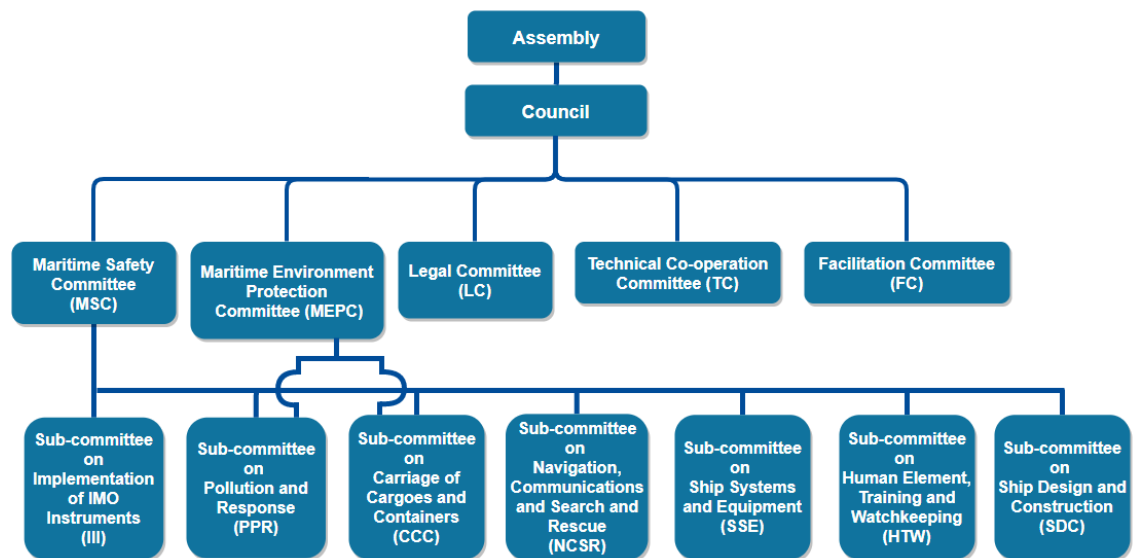 Assembly
Council
Maritime Safety
Committee
(MSC)
Maritime Environment
Protection
Committee (MEPC)
Legal Committee
(LC)
Technical Co-operation
Committee (TC)
Facilitation Committee
(FC)
Sub-committee
on
Implementation
of IMO
Instruments
(III)
Sub-committee
on
Pollution and
Response
(PPR)
Sub-committee
on
Carriage of
Cargoes and
Containers
(CCC)
Sub-committee
on
Navigation,
Communications
and Search and
Rescue
(NCSR)
Sub-committee
on
Ship Systems
and Equipment
(SSE)
Sub-committee
on
Human Element,
Training and
Watchkeeping
(HTW)
Sub-committee
on
Ship Design and
Construction
(SDC)